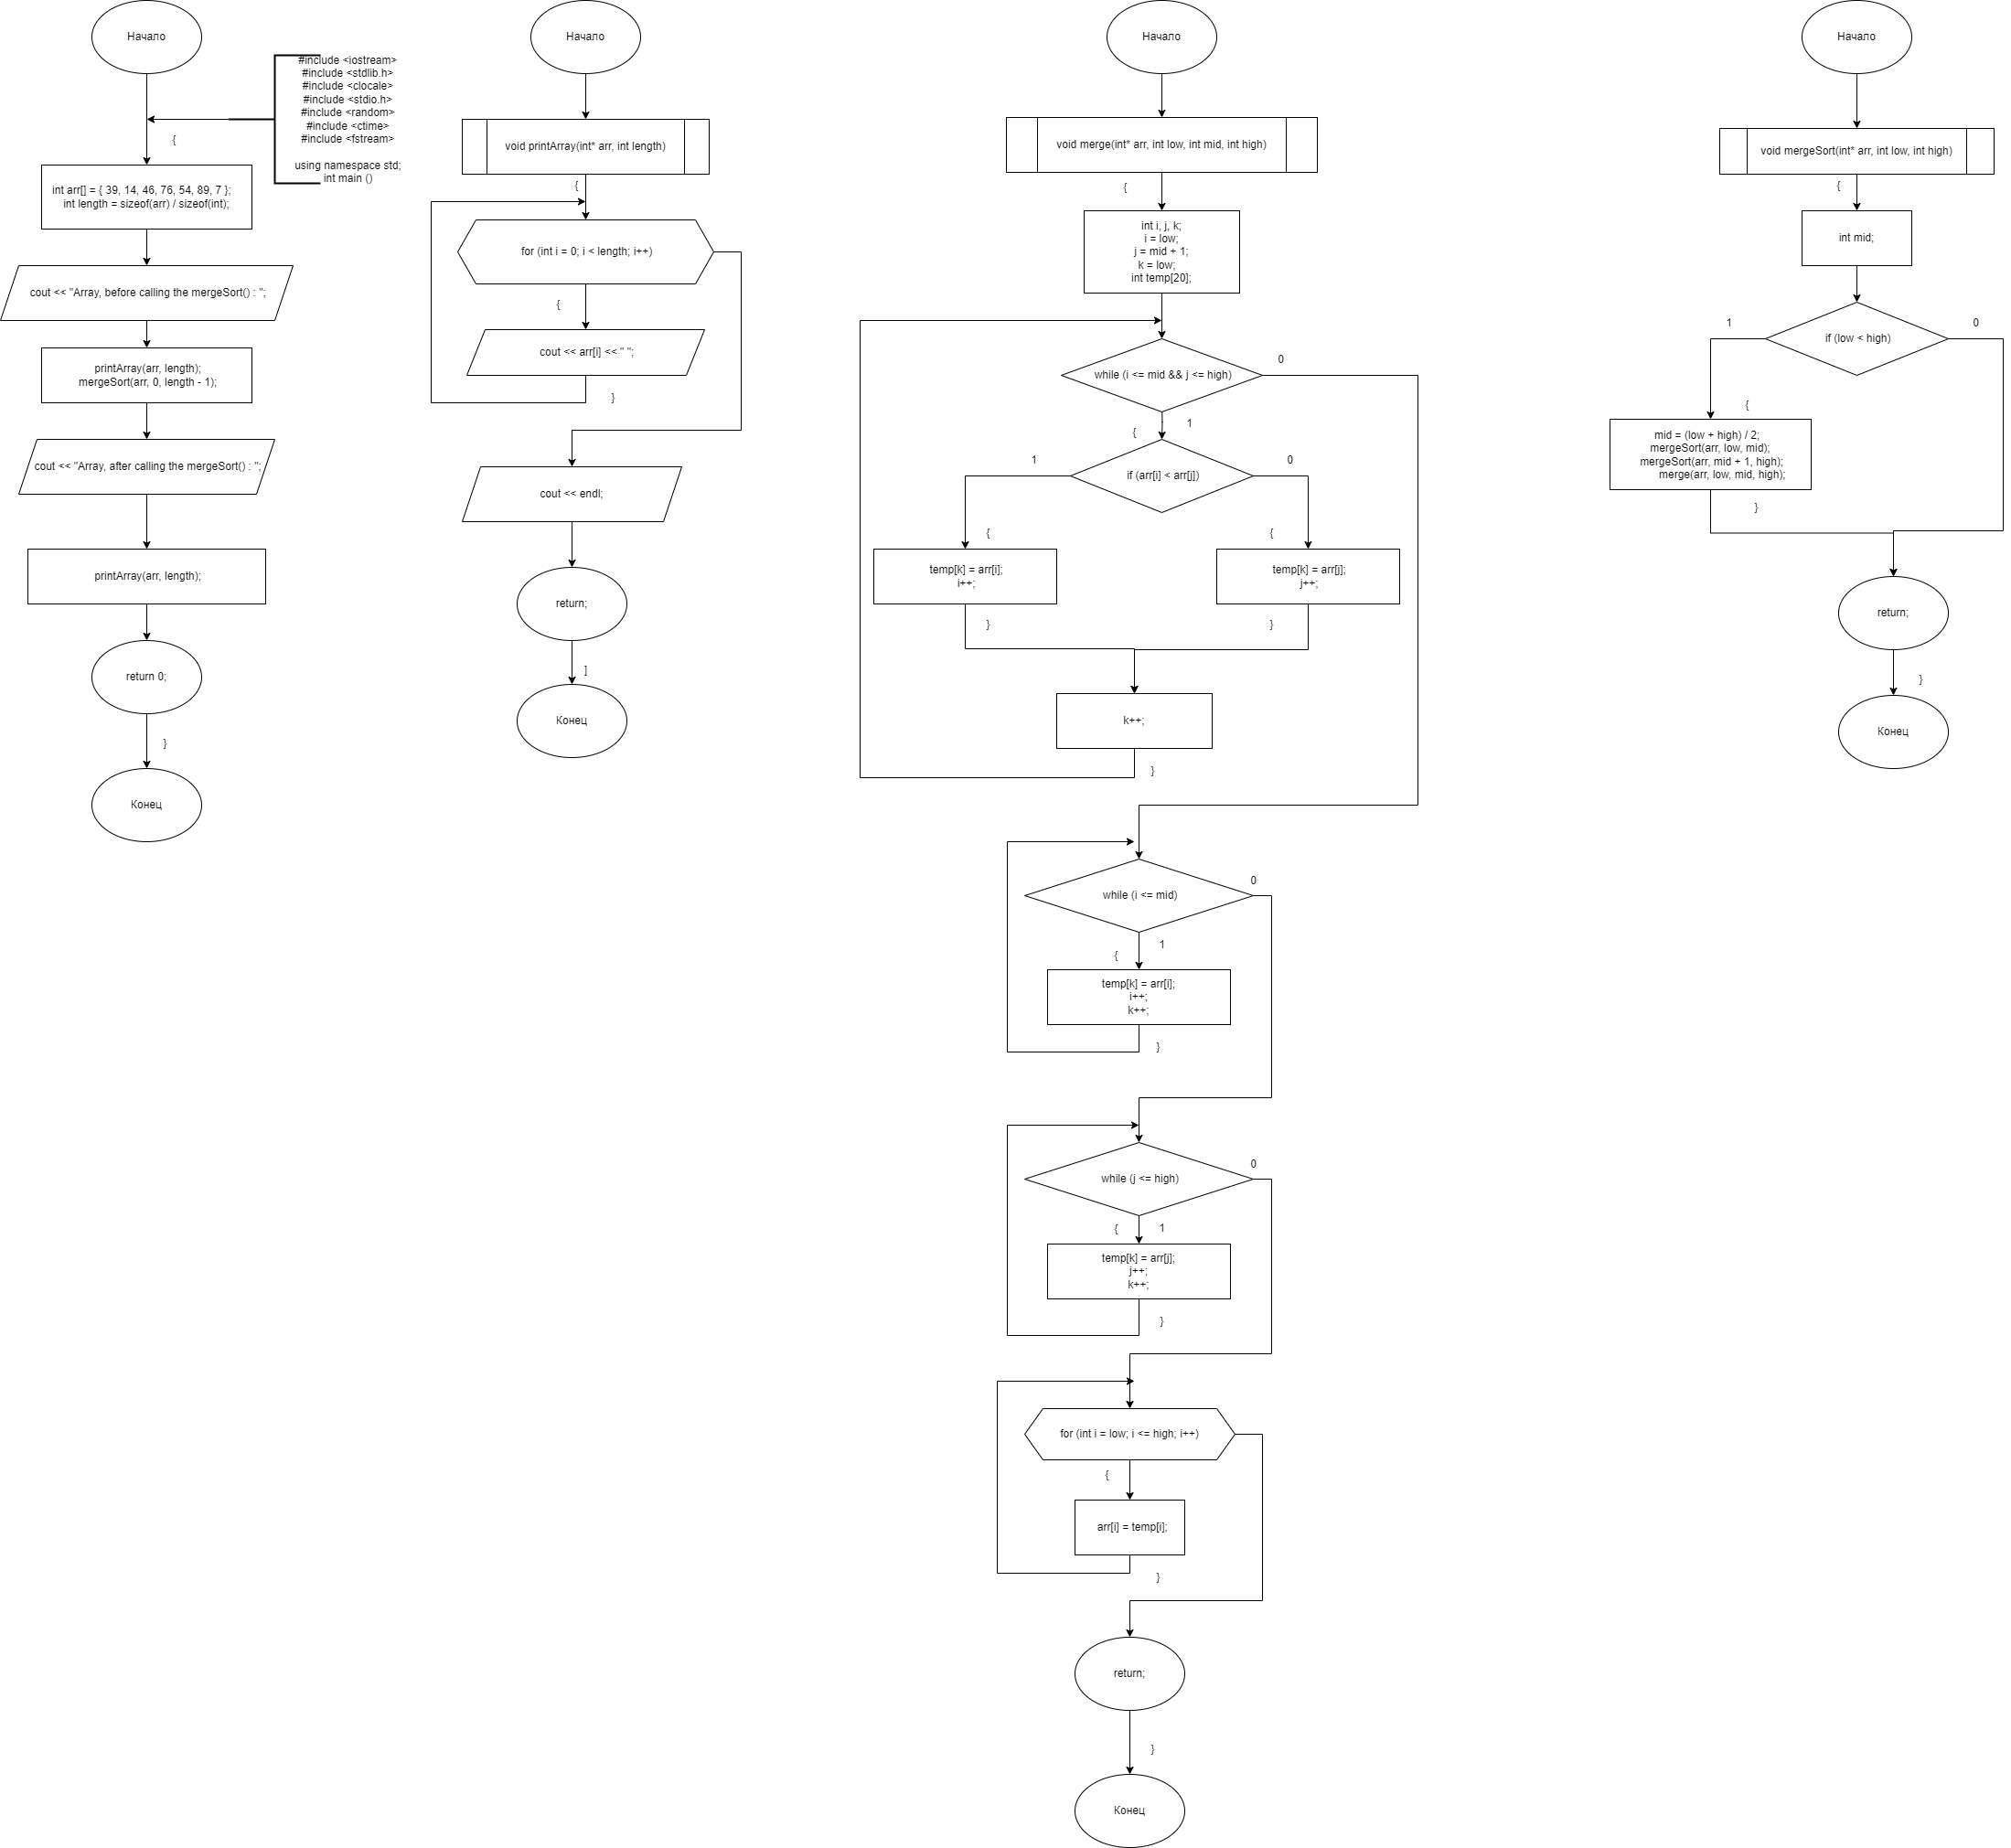 Начало
#include <iostream>
#include <stdlib.h>
#include <clocale>
#include <stdio.h>
#include <random>
#include <ctime>
#include <fstream>
using namespace std;
int main ()
{
int arr[] = { 39, 14, 46, 76, 54, 89, 7 };
int length = sizeof(arr) / sizeof(int);
cout << "Array, before calling the mergeSort() : ";
printArray(arr, length);
mergeSort(arr, 0, length - 1);
cout << "Array, after calling the mergeSort() : ";
printArray(arr, length);
return 0;
}
Конец
Начало
void printArray(int* arr, int length)
{
for (int i = 0; i < length; i++)
{
cout << arr[i] << " ";
}
cout << endl;
return;
]
Конец
Начало
void merge(int* arr, int low, int mid, int high)
{
int i, j, k;
i = low;
j = mid + 1;
k = low;
int temp[20];
while (i <= mid && j <= high)
0
1
{
if (arr[i] < arr[j])
1
0
{
temp[k] = arr[i];
i++;
}
{
temp[k] = arr[j];
j++;
}
k++;
}
while (i <= mid)
0
1
{
temp[k] = arr[i];
i++;
k++;
}
while (j <= high)
0
{
1
temp[k] = arr[j];
j++;
k++;
}
for (int i = low; i <= high; i++)
{
arr[i] = temp[i];
}
return;
}
Конец
Начало
void mergeSort(int* arr, int low, int high)
{
int mid;
if (low < high)
1
0
{
mid = (low + high) / 2;
mergeSort(arr, low, mid);
mergeSort(arr, mid + 1, high);
merge(arr, low, mid, high);
}
return;
}
Конец